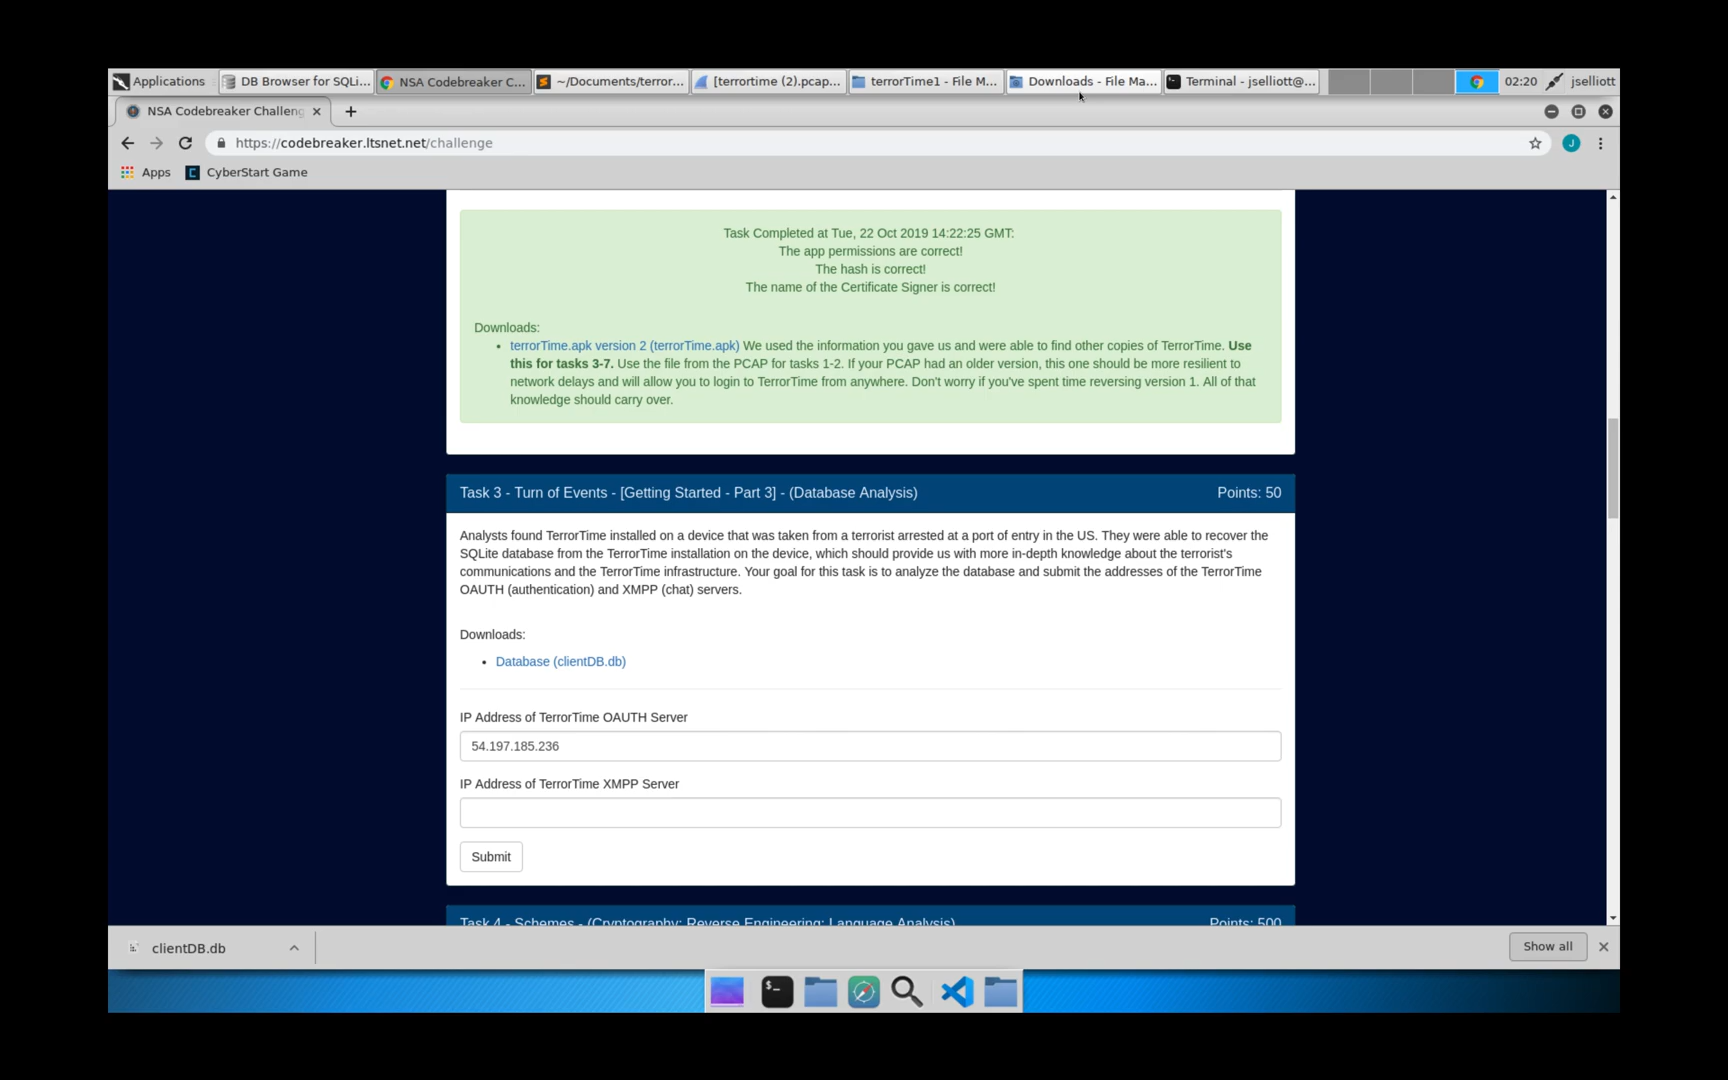 Applications
DB Browser for SQLi...
NSA Codebreaker C...
~/Documents/terror...
[terrortime (2).pcap...
terrorTime1 - File M...
Downloads - File Ma...
Terminal - jselliott@...
02:20
jselliott
NSA Codebreaker Challeng
https://codebreaker.ltsnet.net/challenge
J
Apps
CyberStart Game
Task Completed at Tue, 22 Oct 2019 14:22:25 GMT:
The app permissions are correct!
The hash is correct!
The name of the Certificate Signer is correct!
Downloads:
• terrorTime.apk version 2 (terrorTime.apk) We used the information you gave us and were able to find other copies of TerrorTime. Use
this for tasks 3-7. Use the file from the PCAP for tasks 1-2. If your PCAP had an older version, this one should be more resilient to
network delays and will allow you to login to TerrorTime from anywhere. Don't worry if you've spent time reversing version 1. All of that
knowledge should carry over.
Task 3 - Turn of Events - [Getting Started - Part 3] - (Database Analysis)
Points: 50
Analysts found TerrorTime installed on a device that was taken from a terrorist arrested at a port of entry in the US. They were able to recover the
SQLite database from the TerrorTime installation on the device, which should provide us with more in-depth knowledge about the terrorist's
communications and the TerrorTime infrastructure. Your goal for this task is to analyze the database and submit the addresses of the TerrorTime
OAUTH (authentication) and XMPP (chat) servers.
Downloads:
• Database (clientDB.db)
IP Address of TerrorTime OAUTH Server
54.197.185.236
IP Address of TerrorTime XMPP Server
Submit
Task 4 - Schemes - (Cryptography; Reverse Engineering; Language Analysis)
Points: 500
clientDB.db
Show all
$_